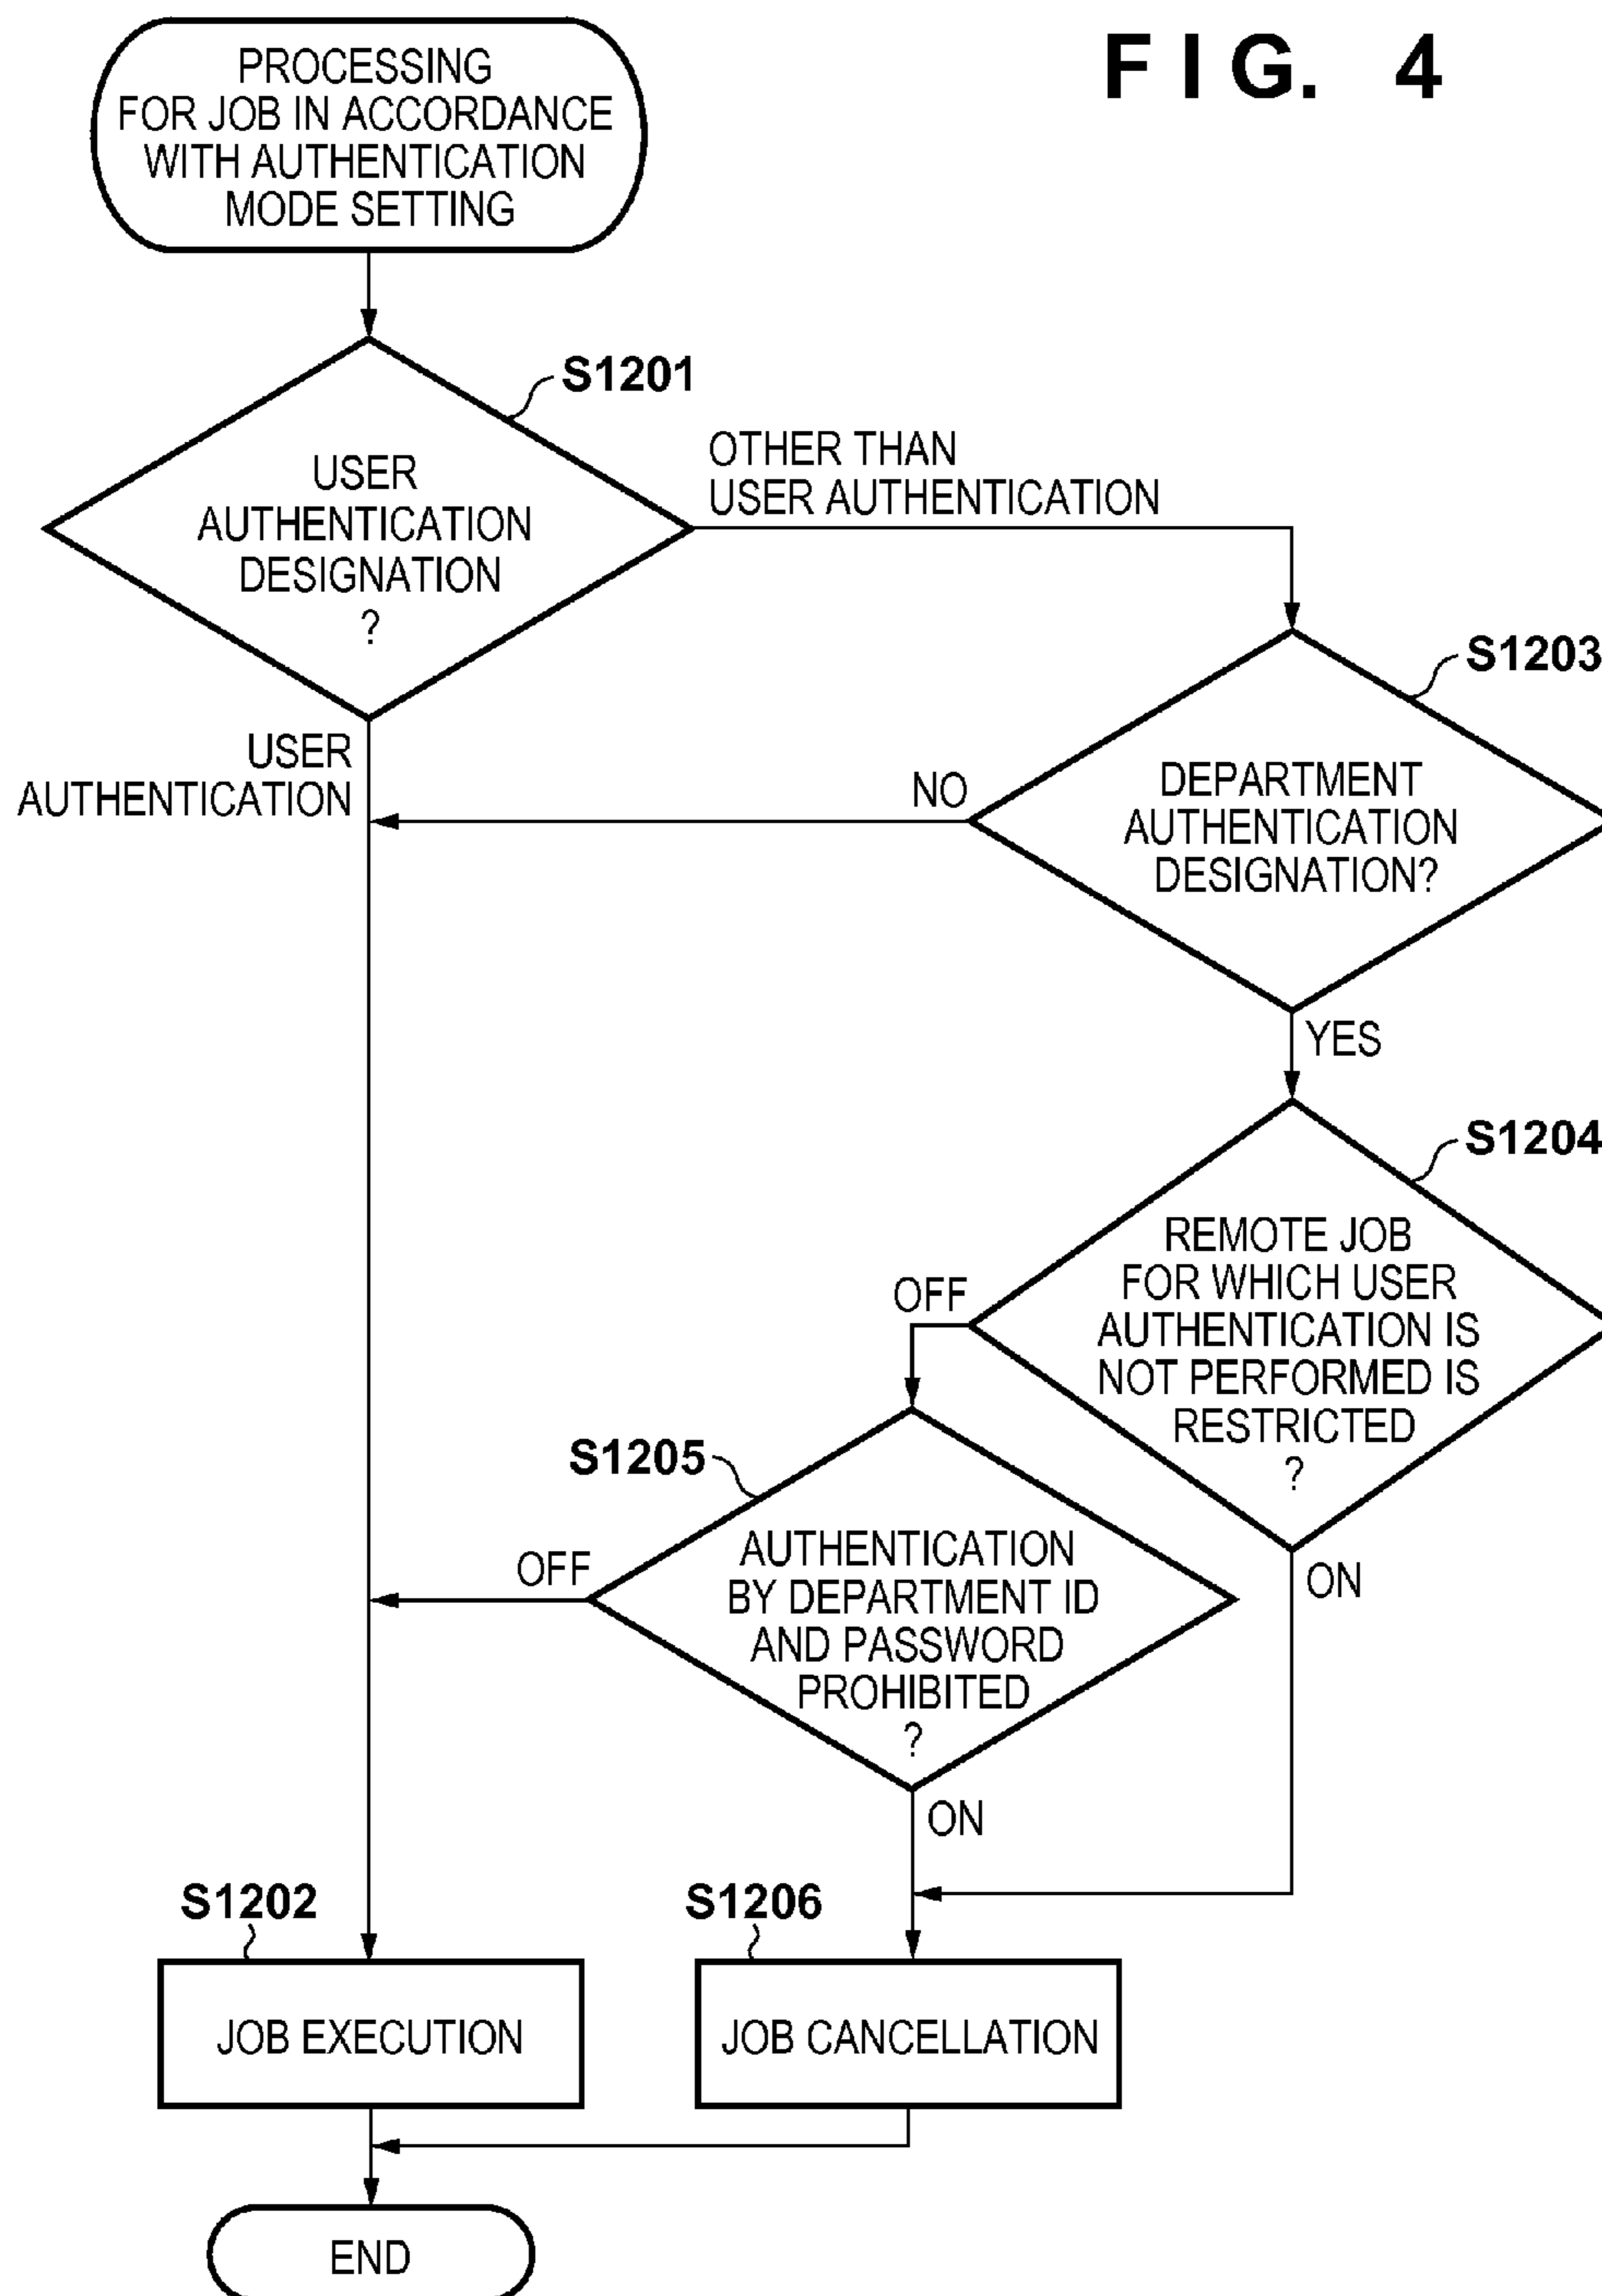 FIG. 4
PROCESSING
FOR JOB IN ACCORDANCE
WITH AUTHENTICATION
MODE SETTING
S1201
USER
AUTHENTICATION
DESIGNATION
?
OTHER THAN
USER AUTHENTICATION
S1203
USER
AUTHENTICATION
NO
DEPARTMENT
AUTHENTICATION
DESIGNATION?
YES
S1204
REMOTE JOB
FOR WHICH USER
AUTHENTICATION IS
NOT PERFORMED IS
RESTRICTED
?
OFF
ON
S1205
AUTHENTICATION
BY DEPARTMENT ID
AND PASSWORD
PROHIBITED
?
OFF
ON
S1202
JOB EXECUTION
S1206
JOB CANCELLATION
END